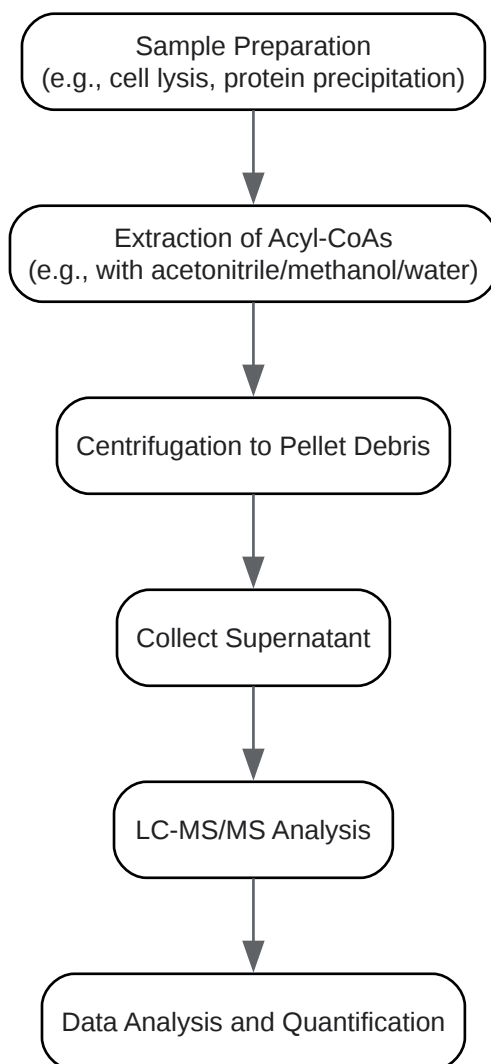 Sample Preparation
(e.g., cell lysis, protein precipitation)
Extraction of Acyl-CoAs
(e.g., with acetonitrile/methanol/water)
Centrifugation to Pellet Debris
Collect Supernatant
LC-MS/MS Analysis
Data Analysis and Quantification